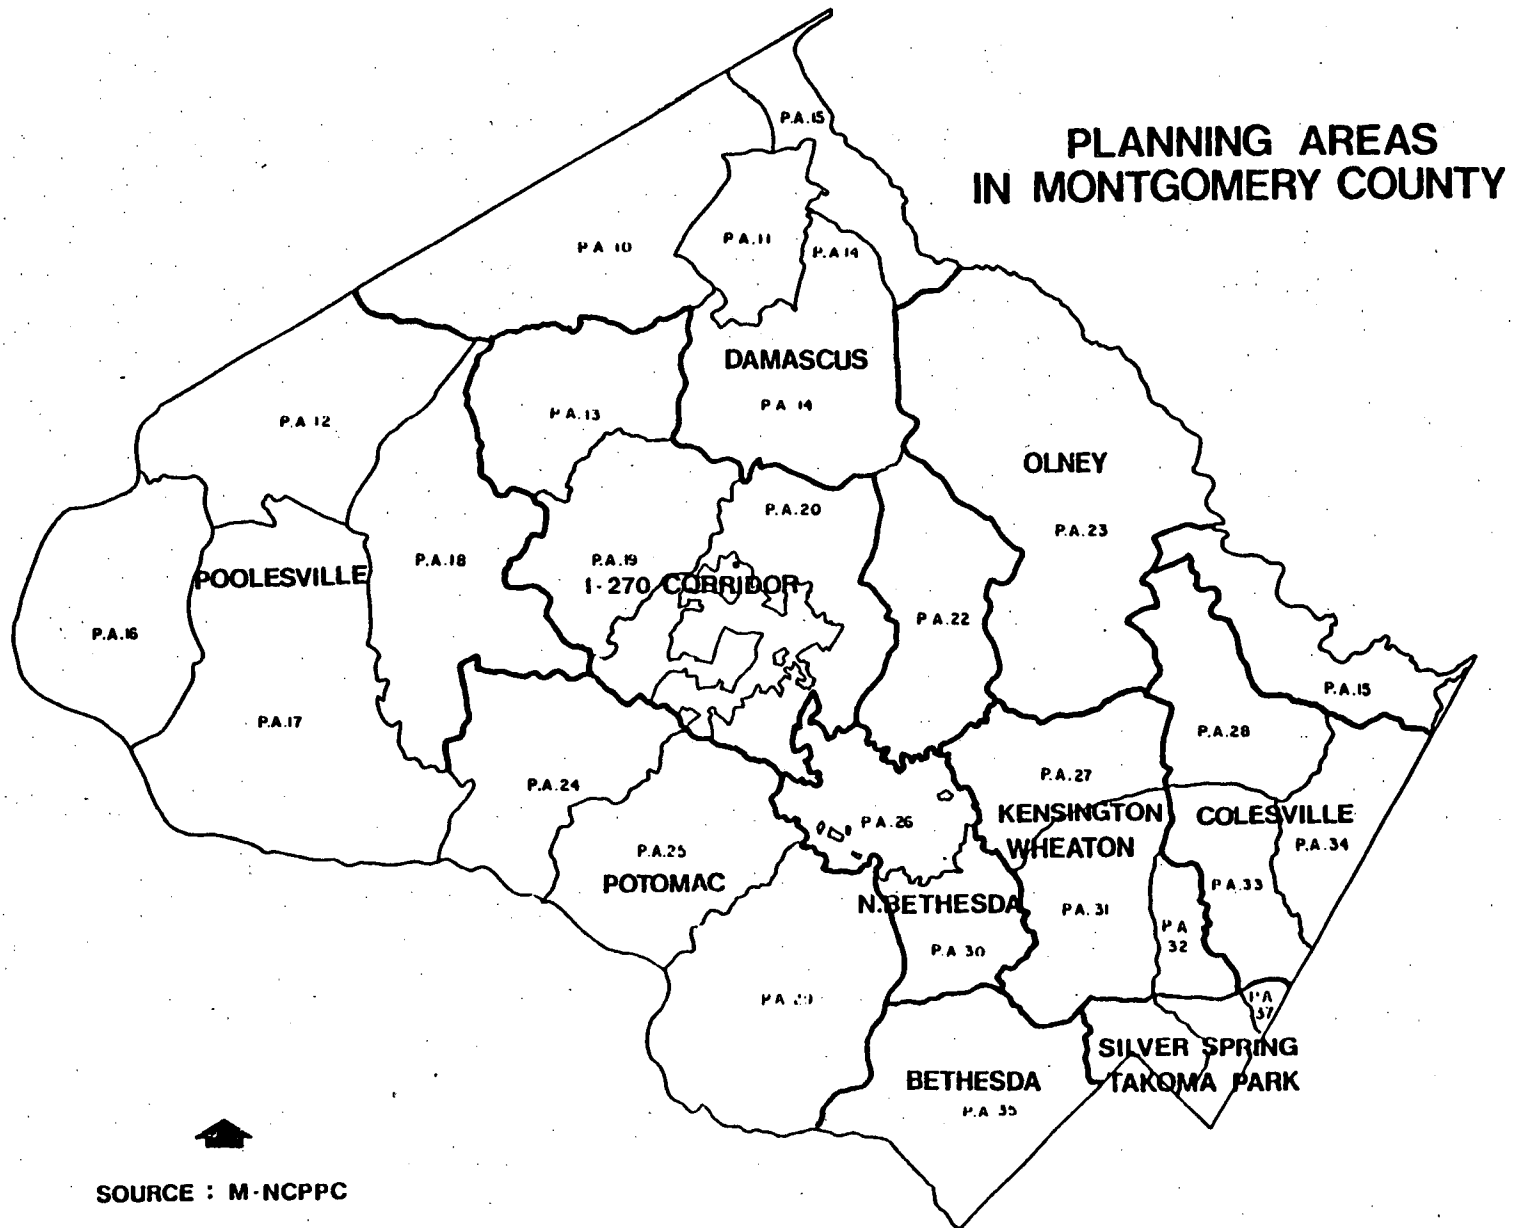 PLANNING AREAS
IN MONTGOMERY COUNTY
P.A.15
P.A.11
P.A 10
P.A.14
DAMASCUS
P.A 14
P.A.13
P.A 12
OLNEY
P.A.23
P.A.20
P.A.19
I-270 CORRIDOR
P.A.18
POOLESVILLE
P.A.16
P.A.22
P.A.17
P.A.15
P.A.28
P.A.24
P.A.27
KENSINGTON
WHEATON
COLESVILLE
P.A.34
P.A.26
P.A.25
POTOMAC
P.A.33
N.BETHESDA
P.A.31
P.A
32
P.A 30
P.A.29
P.A
37
SILVER SPRING
TAKOMA PARK
BETHESDA
P.A 35
SOURCE : M-NCPPC